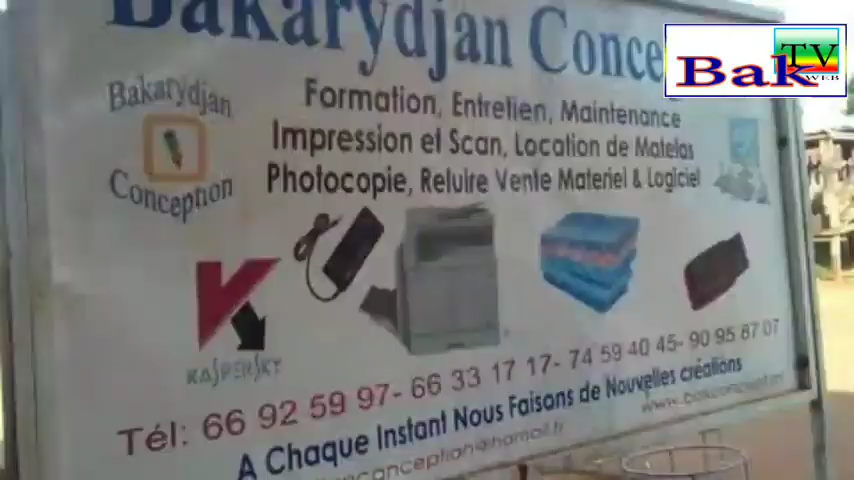 Bakarydjan Conce
Bak TV
WEB
Bakarydjan
Conception
Formation, Entretien, Maintenance
Impression et Scan, Location de Matelas
Photocopie, Reluire Vente Materiel & Logiciel
KASPERSKY
Tél: 66 92 59 97- 66 33 17 17- 74 59 40 45- 90 95 87 07
A Chaque Instant Nous Faisons de Nouvelles créations